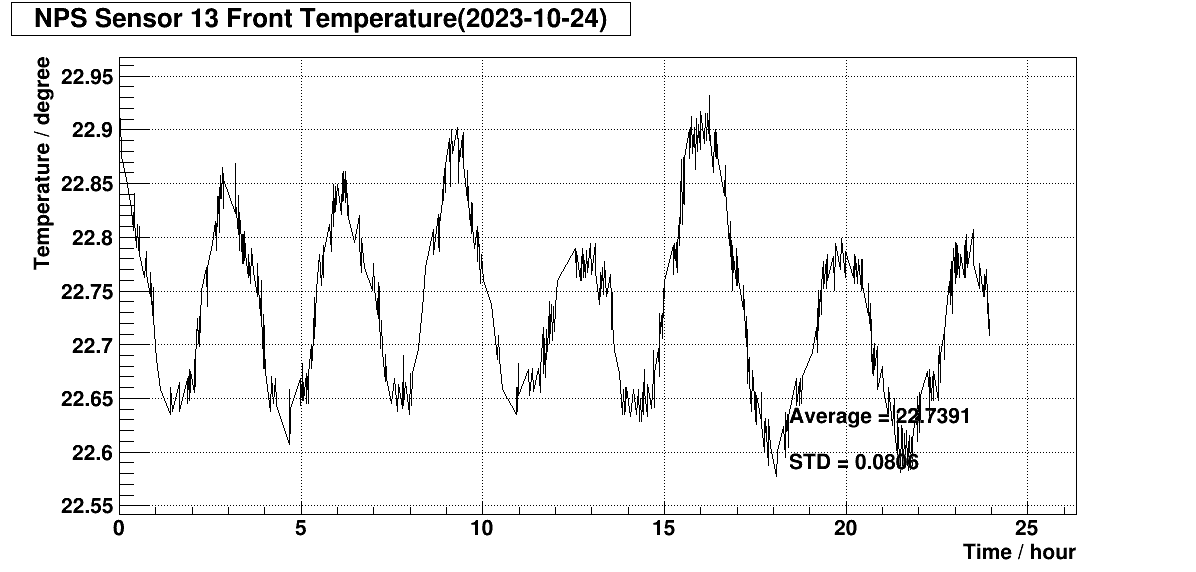 NPS Sensor 13 Front Temperature(2023-10-24)
Temperature / degree
22.95
22.9
22.85
22.8
22.75
22.7
22.65
22.6
22.55
Average = 22.7391
STD = 0.0806
0 5 10 15 20 25
Time / hour